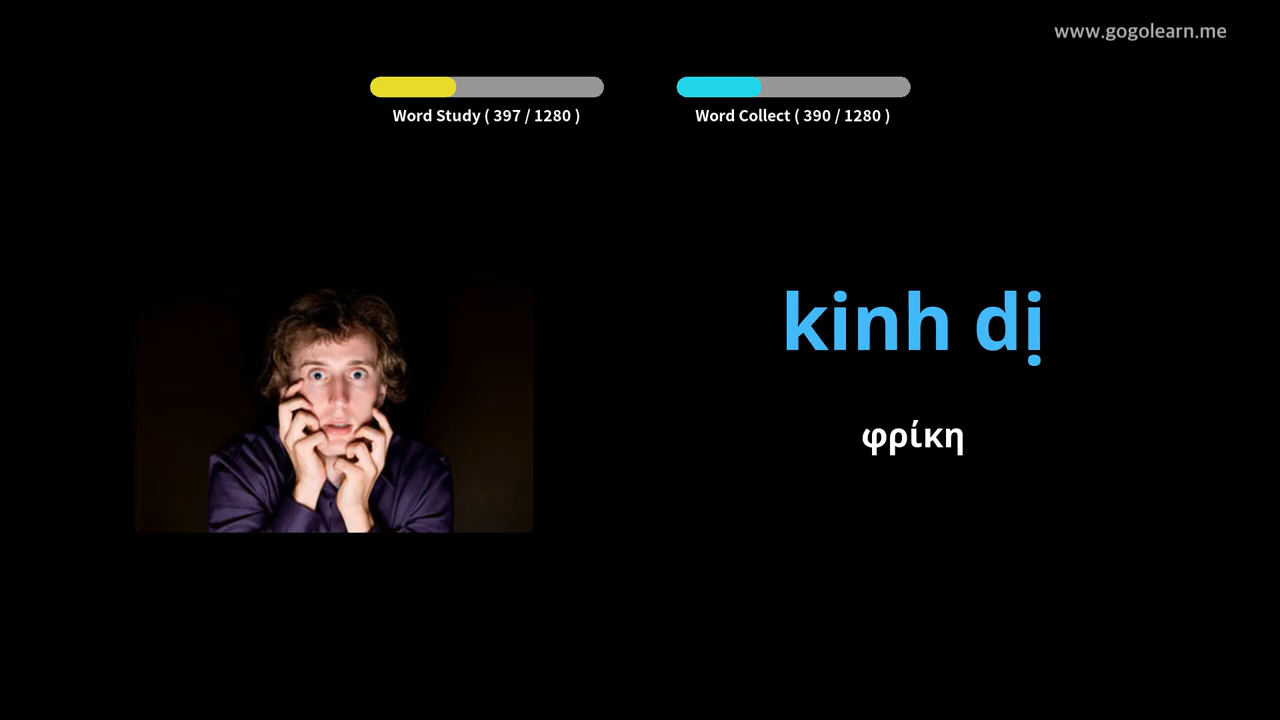 www.gogolearn.me
Word Study ( 397 / 1280 )
Word Collect ( 390 / 1280 )
kinh dị
φρίκη